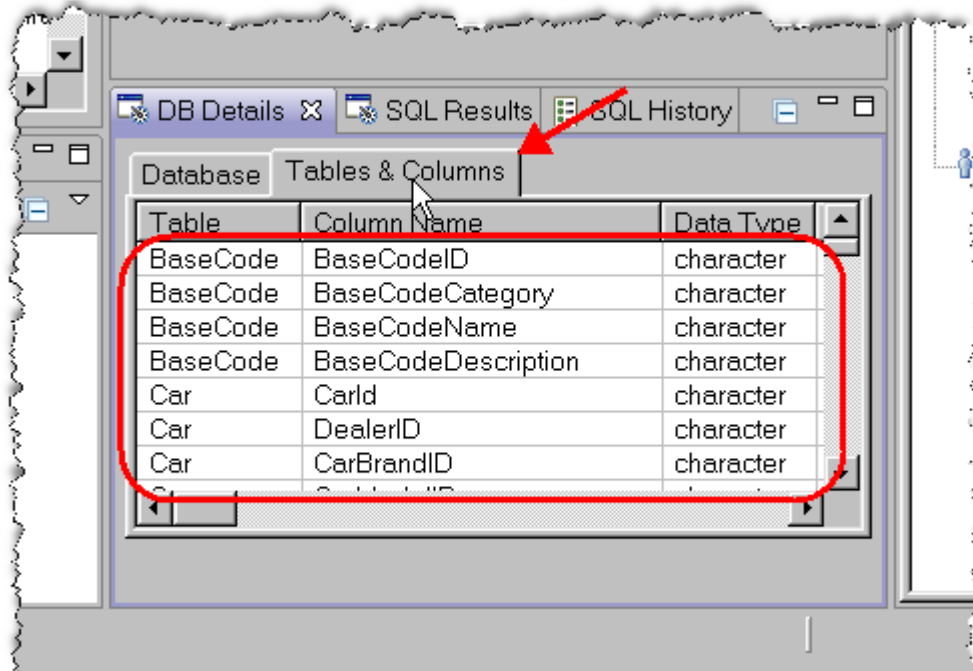 DB Details SQL Results SQL History
Database Tables & Columns
Table Column Name Data Type
BaseCode BaseCodeID character
BaseCode BaseCodeCategory character
BaseCode BaseCodeName character
BaseCode BaseCodeDescription character
Car CarId character
Car DealerID character
Car CarBrandID character